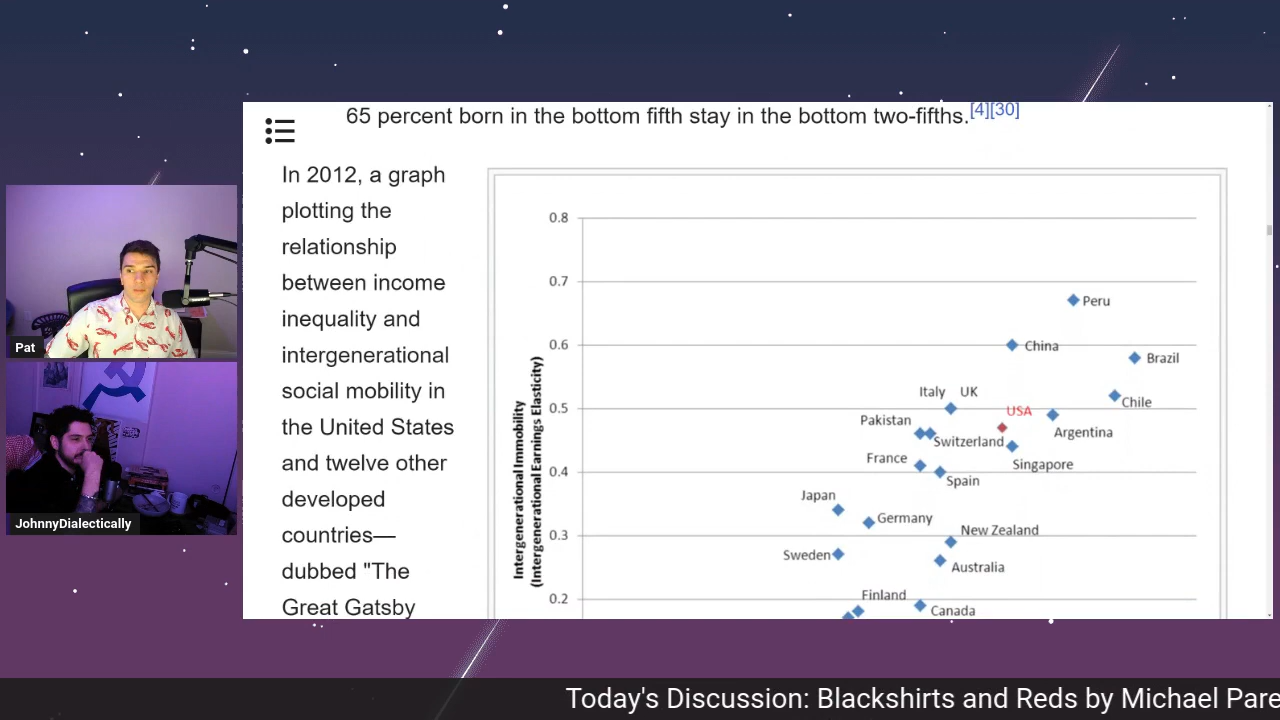 65 percent born in the bottom fifth stay in the bottom two-fifths.[4][30]
In 2012, a graph
plotting the
relationship
between income
inequality and
intergenerational
social mobility in
the United States
and twelve other
developed
countries—
dubbed "The
Great Gatsby
Intergenerational Immobility
(Intergenerational Earnings Elasticity)
0.8
0.7
0.6
0.5
0.4
0.3
0.2
Peru
China
Brazil
Italy UK
Chile
USA
Pakistan
Argentina
Switzerland
France
Singapore
Spain
Japan
Germany
New Zealand
Sweden
Australia
Finland
Canada
Pat
JohnnyDialectically
Today's Discussion: Blackshirts and Reds by Michael Pare